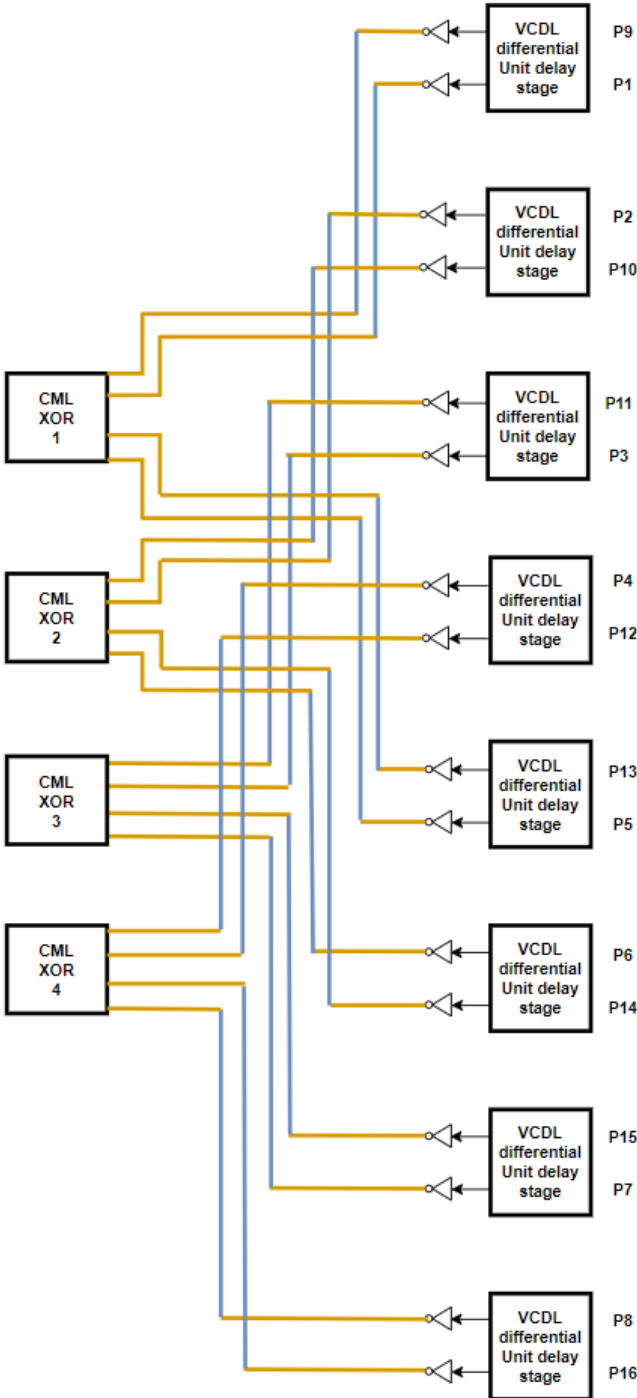 VCDL
differential
Unit delay
stage
P9
P1
VCDL
differential
Unit delay
stage
P2
P10
CML
XOR
1
VCDL
differential
Unit delay
stage
P11
P3
CML
XOR
2
VCDL
differential
Unit delay
stage
P4
P12
CML
XOR
3
VCDL
differential
Unit delay
stage
P13
P5
CML
XOR
4
VCDL
differential
Unit delay
stage
P6
P14
VCDL
differential
Unit delay
stage
P15
P7
VCDL
differential
Unit delay
stage
P8
P16